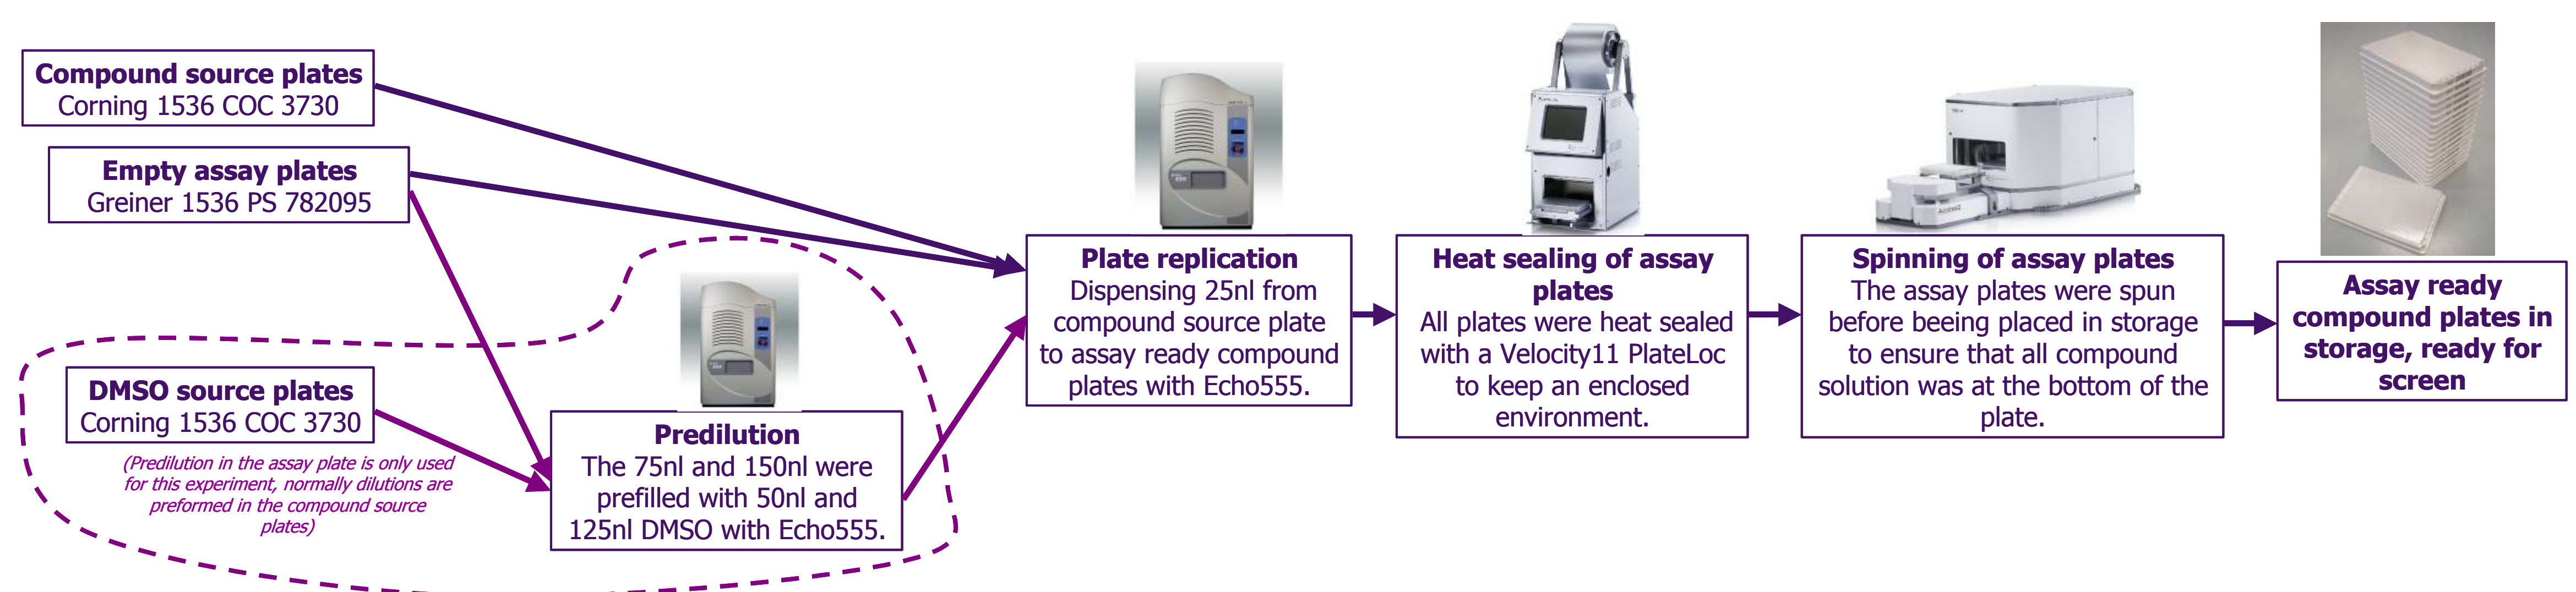 Compound source plates
Corning 1536 COC 3730
Empty assay plates
Greiner 1536 PS 782095
DMSO source plates
Corning 1536 COC 3730
(Predilution in the assay plate is only used
for this experiment, normally dilutions are
preformed in the compound source
plates)
Predilution
The 75nl and 150nl were
prefilled with 50nl and
125nl DMSO with Echo555.
Plate replication
Dispensing 25nl from
compound source plate
to assay ready compound
plates with Echo555.
Heat sealing of assay
plates
All plates were heat sealed
with a Velocity11 PlateLoc
to keep an enclosed
environment.
Spinning of assay plates
The assay plates were spun
before beeing placed in storage
to ensure that all compound
solution was at the bottom of the
plate.
Assay ready
compound plates in
storage, ready for
screen